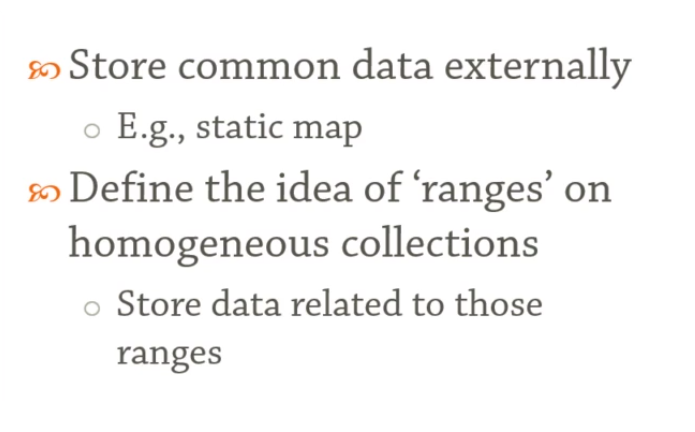 Store common data externally
E.g., static map
Define the idea of ‘ranges’ on
homogeneous collections
Store data related to those
ranges